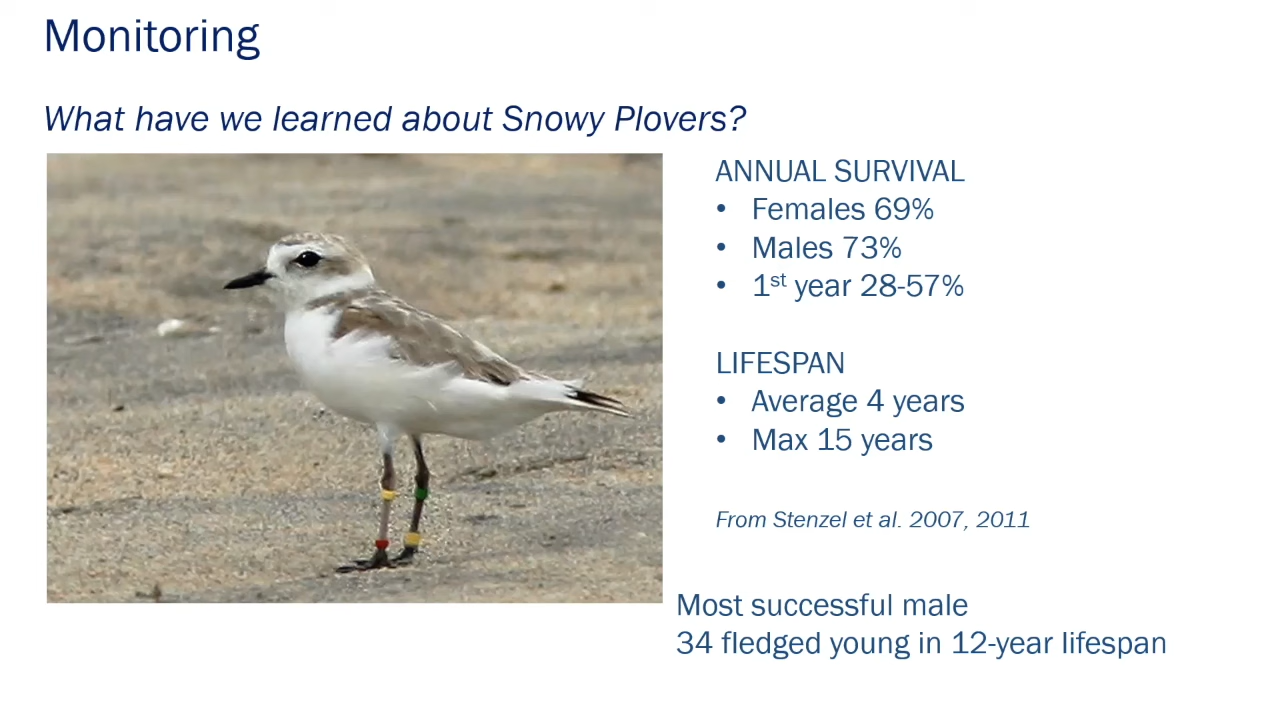 Monitoring
What have we learned about Snowy Plovers?
ANNUAL SURVIVAL
• Females 69%
• Males 73%
• 1st year 28-57%
LIFESPAN
• Average 4 years
• Max 15 years
From Stenzel et al. 2007, 2011
Most successful male
34 fledged young in 12-year lifespan